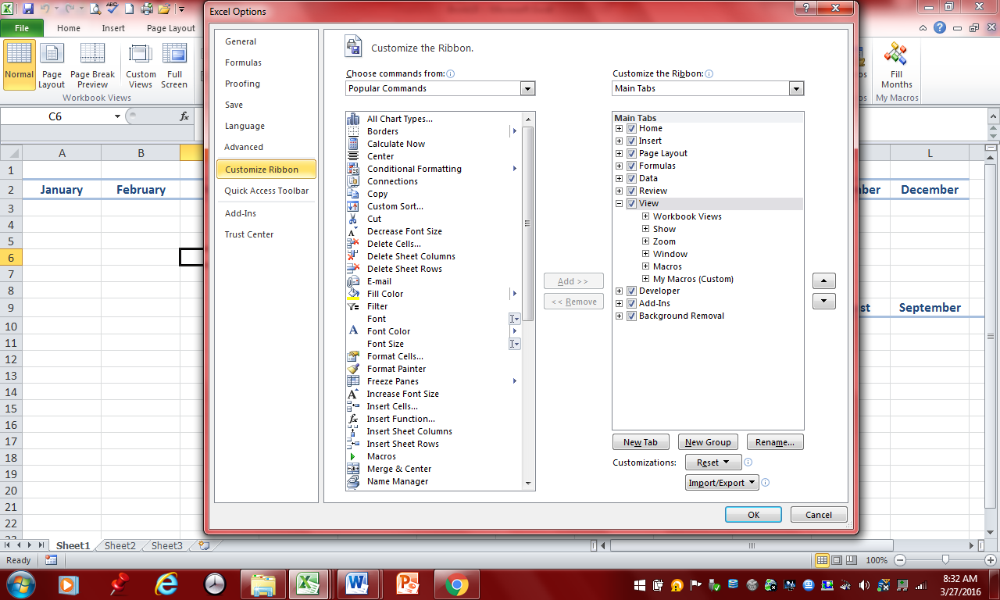 Excel Options
File Home Insert Page Layout
Normal Page Layout Page Break Preview Custom Views Full Screen
Workbook Views
Fill Months
My Macros
C6 fx
A B L
1
2 January February December
3
4
5
6
7
8
9 September
10
11
12
13
14
15
16
17
18
19
20
21
22
General
Formulas
Proofing
Save
Language
Advanced
Customize Ribbon
Quick Access Toolbar
Add-Ins
Trust Center
Customize the Ribbon.
Choose commands from:
Popular Commands
All Chart Types...
Borders
Calculate Now
Center
Conditional Formatting
Connections
Copy
Custom Sort...
Cut
Decrease Font Size
Delete Cells...
Delete Sheet Columns
Delete Sheet Rows
E-mail
Fill Color
Filter
Font
Font Color
Font Size
Format Cells...
Format Painter
Freeze Panes
Increase Font Size
Insert Cells...
Insert Function...
Insert Sheet Columns
Insert Sheet Rows
Macros
Merge & Center
Name Manager
Add >>
<< Remove
Customize the Ribbon:
Main Tabs
Main Tabs
Home
Insert
Page Layout
Formulas
Data
Review
View
Workbook Views
Show
Zoom
Window
Macros
My Macros (Custom)
Developer
Add-Ins
Background Removal
New Tab New Group Rename...
Customizations: Reset
Import/Export
OK Cancel
Sheet1 Sheet2 Sheet3
Ready 100%
8:32 AM
3/27/2016